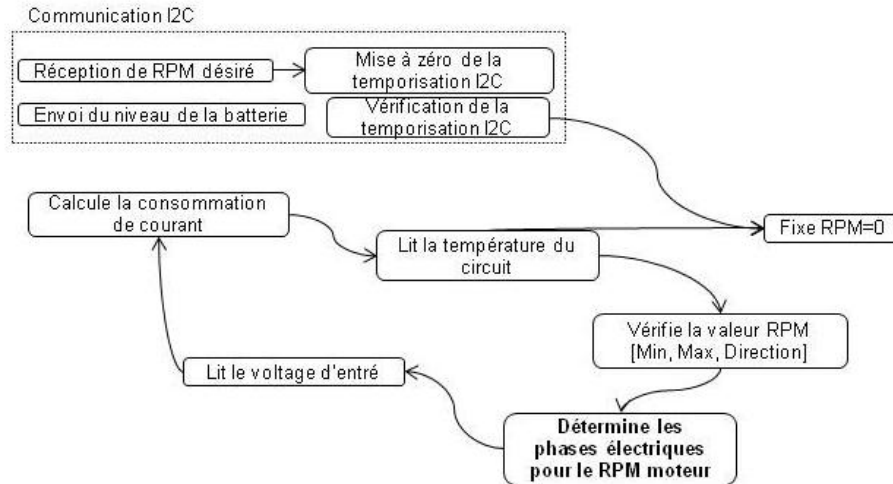 Communication I2C
Réception de RPM désiré
Mise à zéro de la
temporisation I2C
Envoi du niveau de la batterie
Vérification de la
temporisation I2C
Calcule la consommation
de courant
Lit la température du
circuit
Fixe RPM=0
Vérifie la valeur RPM
[Min, Max, Direction]
Lit le voltage d'entré
Détermine les
phases électriques
pour le RPM moteur